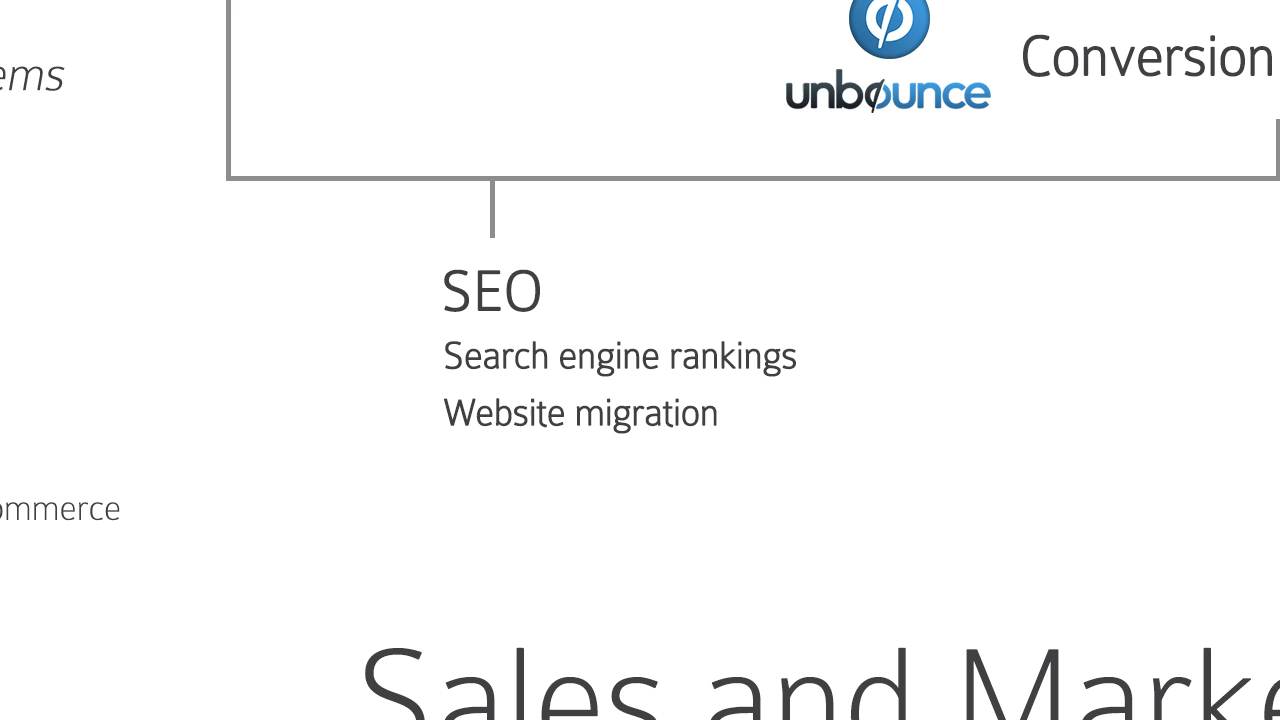 Conversion
ems
unbounce
SEO
Search engine rankings
Website migration
ommerce
Sales and Marke